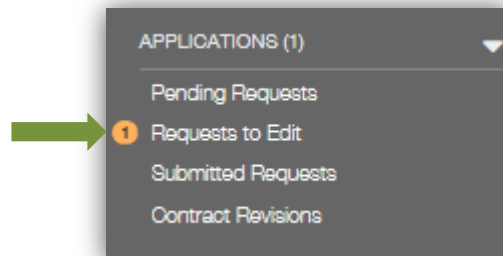 APPLICATIONS (1)
Pending Requests
1 Requests to Edit
Submitted Requests
Contract Revisions